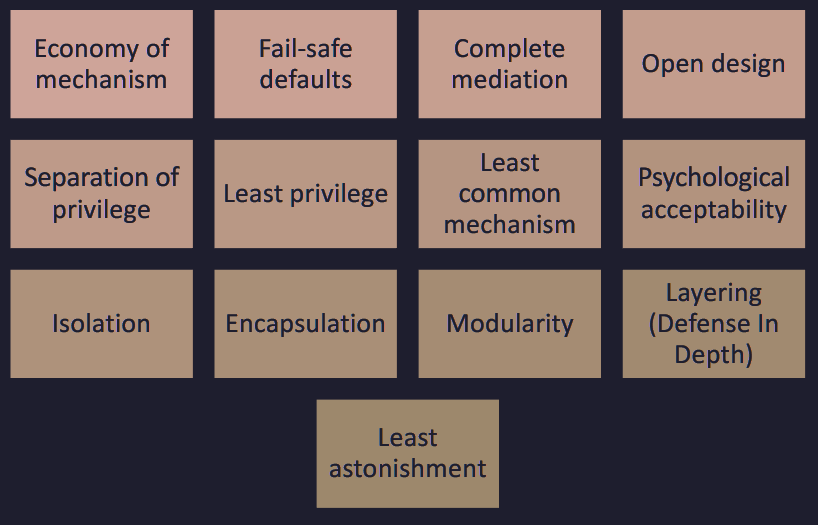 Economy of
mechanism
Fail-safe
defaults
Complete
mediation
Open design
Separation of
privilege
Least privilege
Least
common
mechanism
Psychological
acceptability
Isolation
Encapsulation
Modularity
Layering
(Defense In
Depth)
Least
astonishment